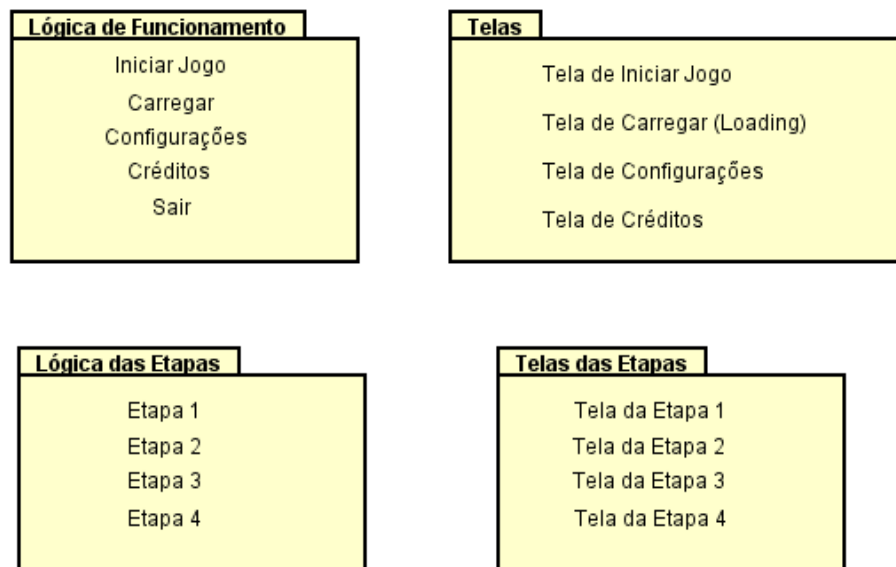 Lógica de Funcionamento
Iniciar Jogo
Carregar
Configurações
Créditos
Sair
Telas
Tela de Iniciar Jogo
Tela de Carregar (Loading)
Tela de Configurações
Tela de Créditos
Lógica das Etapas
Etapa 1
Etapa 2
Etapa 3
Etapa 4
Telas das Etapas
Tela da Etapa 1
Tela da Etapa 2
Tela da Etapa 3
Tela da Etapa 4